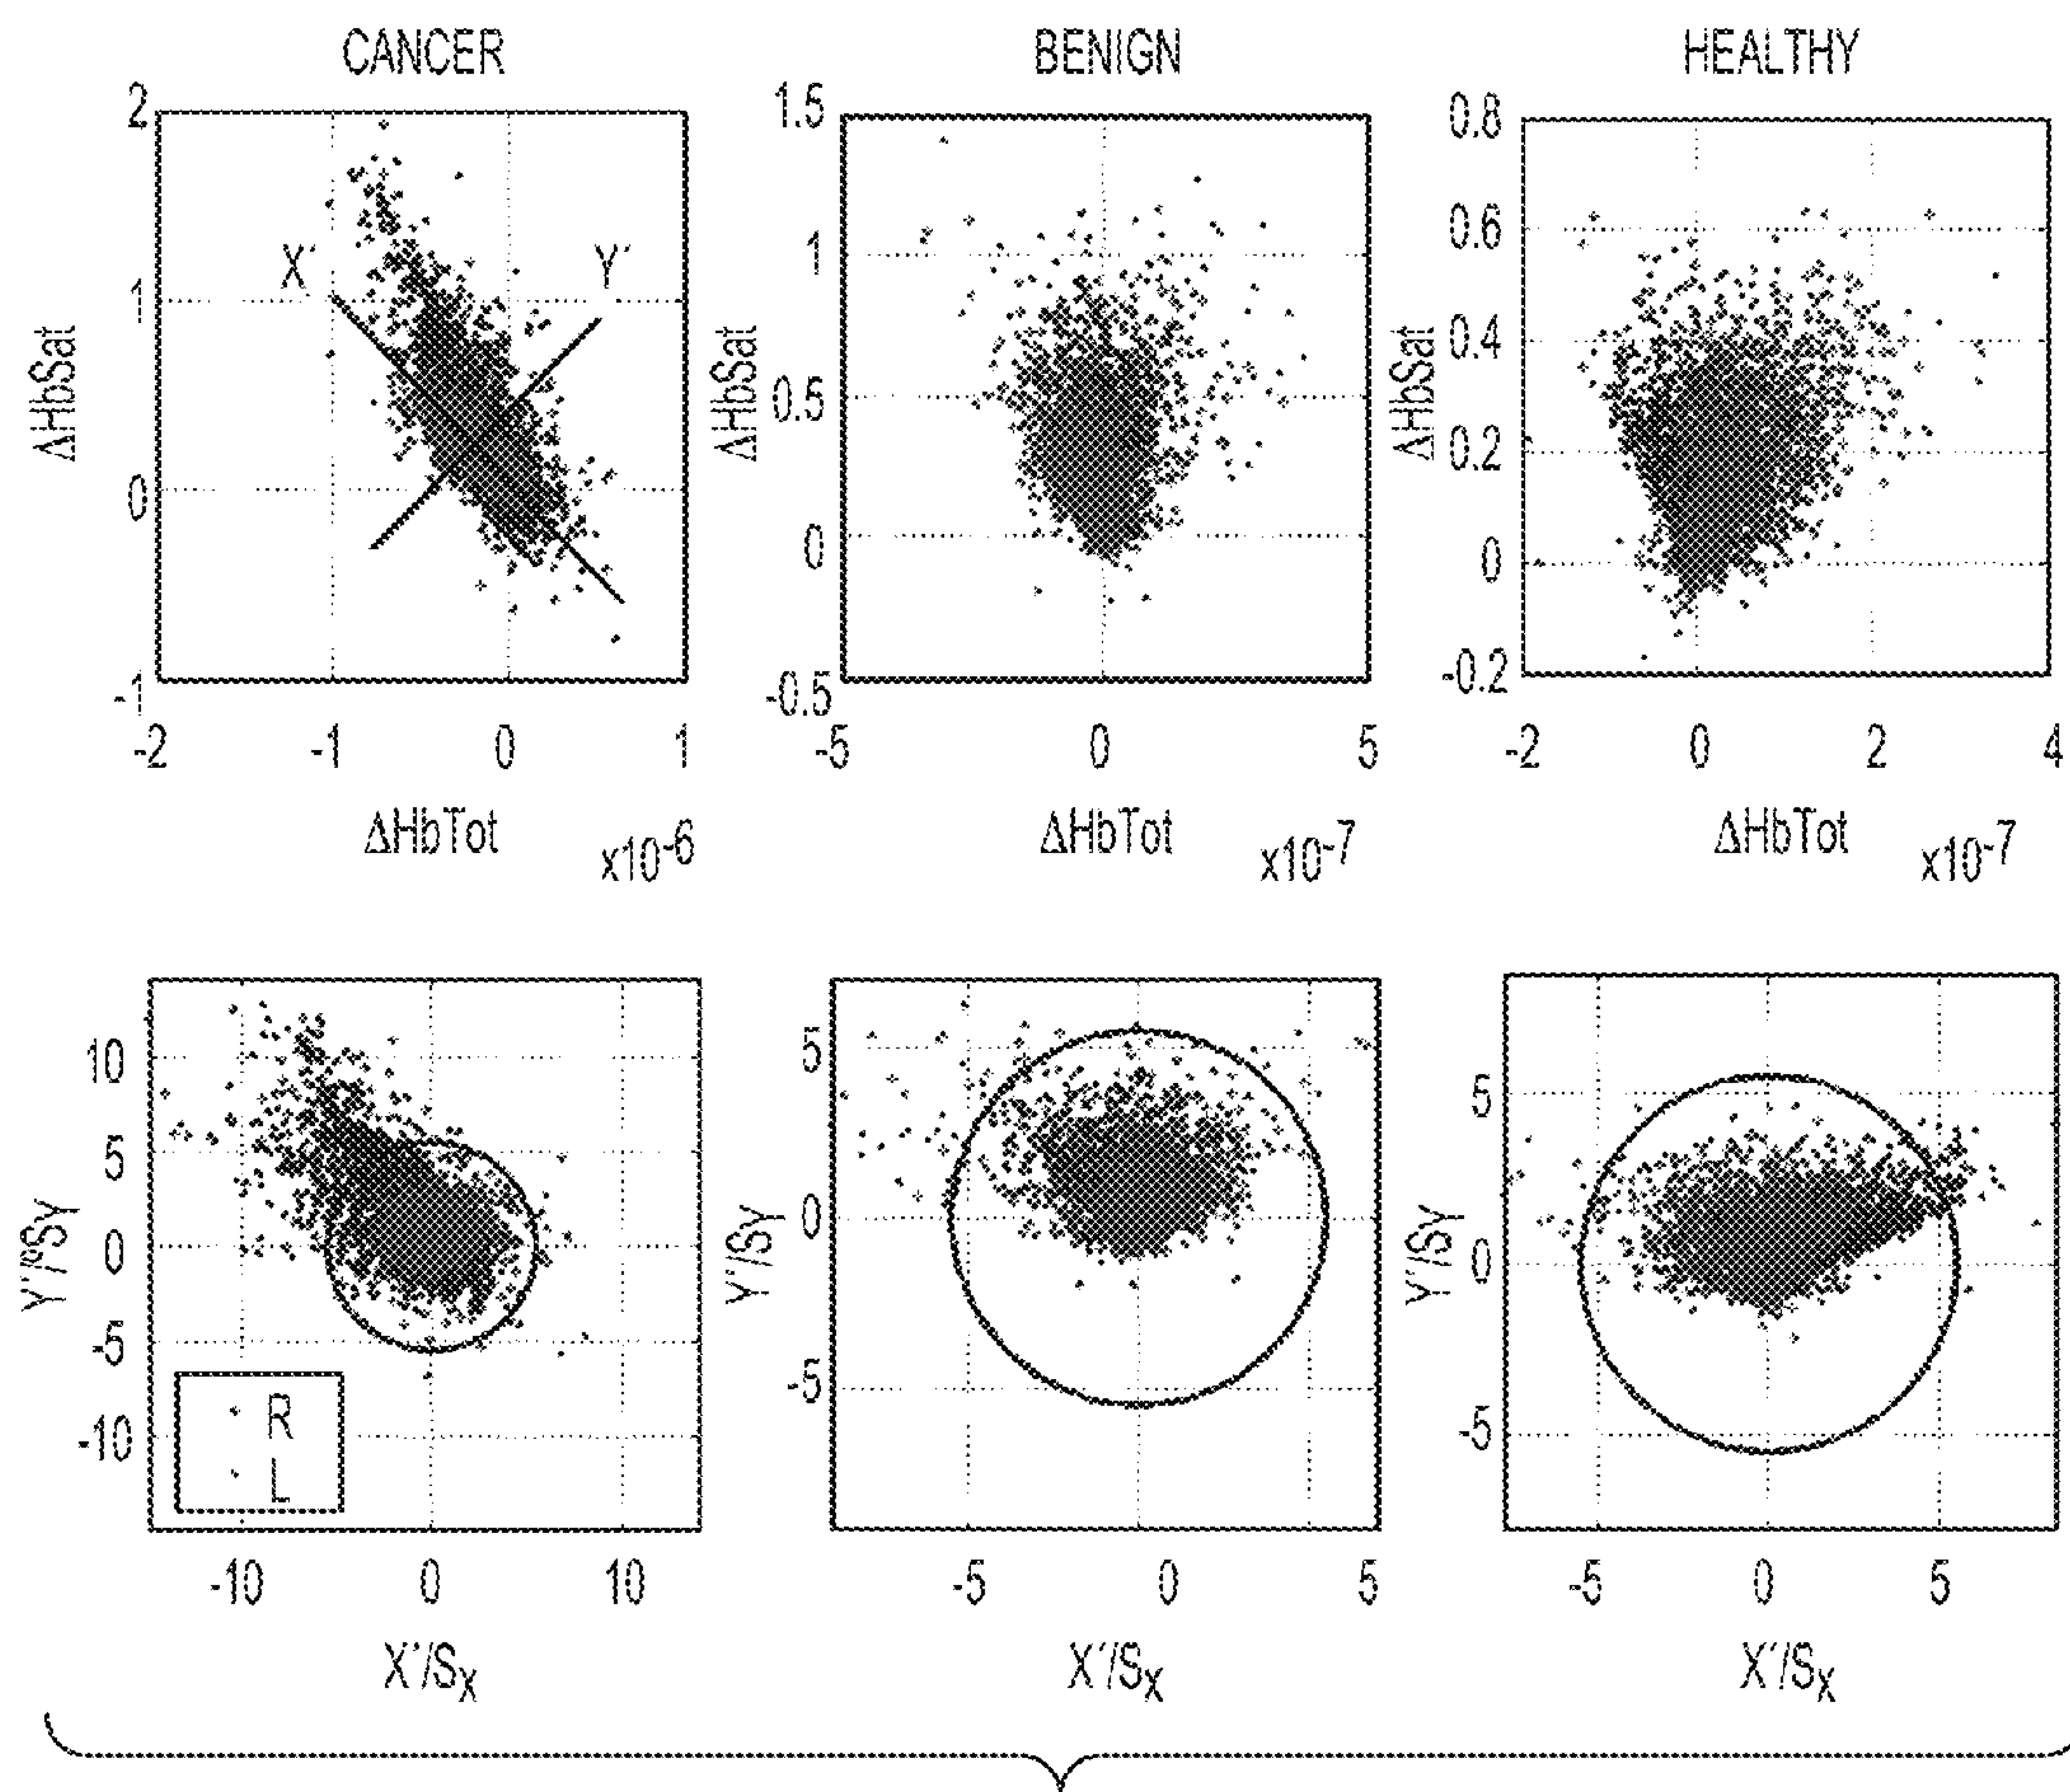 CANCER BENIGN HEALTHY
2 1.5 0.8
X´ Y´ 1 0.6
1 0.4
ΔHbSat ΔHbSat 0.5 ΔHbSat 0.2
0 0 0
-1 -0.5 -0.2
-2 -1 0 1 -5 0 5 -2 0 2 4
ΔHbTot x10-6 ΔHbTot x10-7 ΔHbTot x10-7
10 5 5
5
Y´/ºSY 0 Y´/SY 0 Y´/SY 0
-5 -5 -5
R
-10
L
-10 0 10 -5 0 5 -5 0 5
X´/SX X´/SX X´/SX